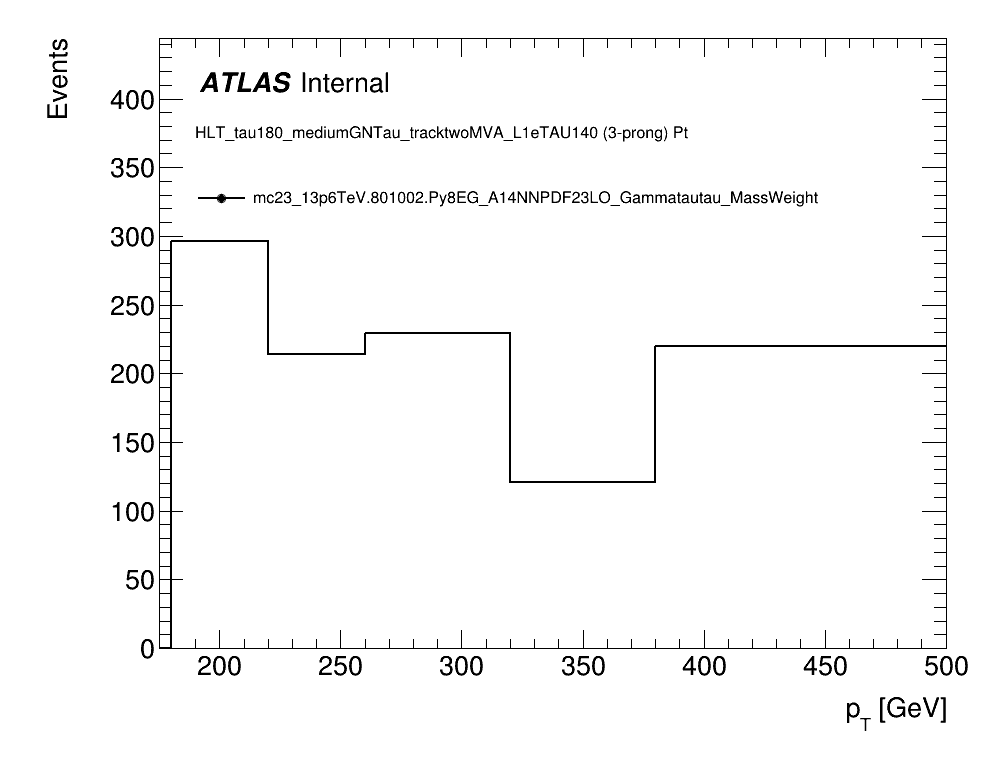 Events
ATLAS Internal
HLT_tau180_mediumGNTau_tracktwoMVA_L1eTAU140 (3-prong) Pt
mc23_13p6TeV.801002.Py8EG_A14NNPDF23LO_Gammatautau_MassWeight
400
350
300
250
200
150
100
50
0
200 250 300 350 400 450 500
p_T [GeV]